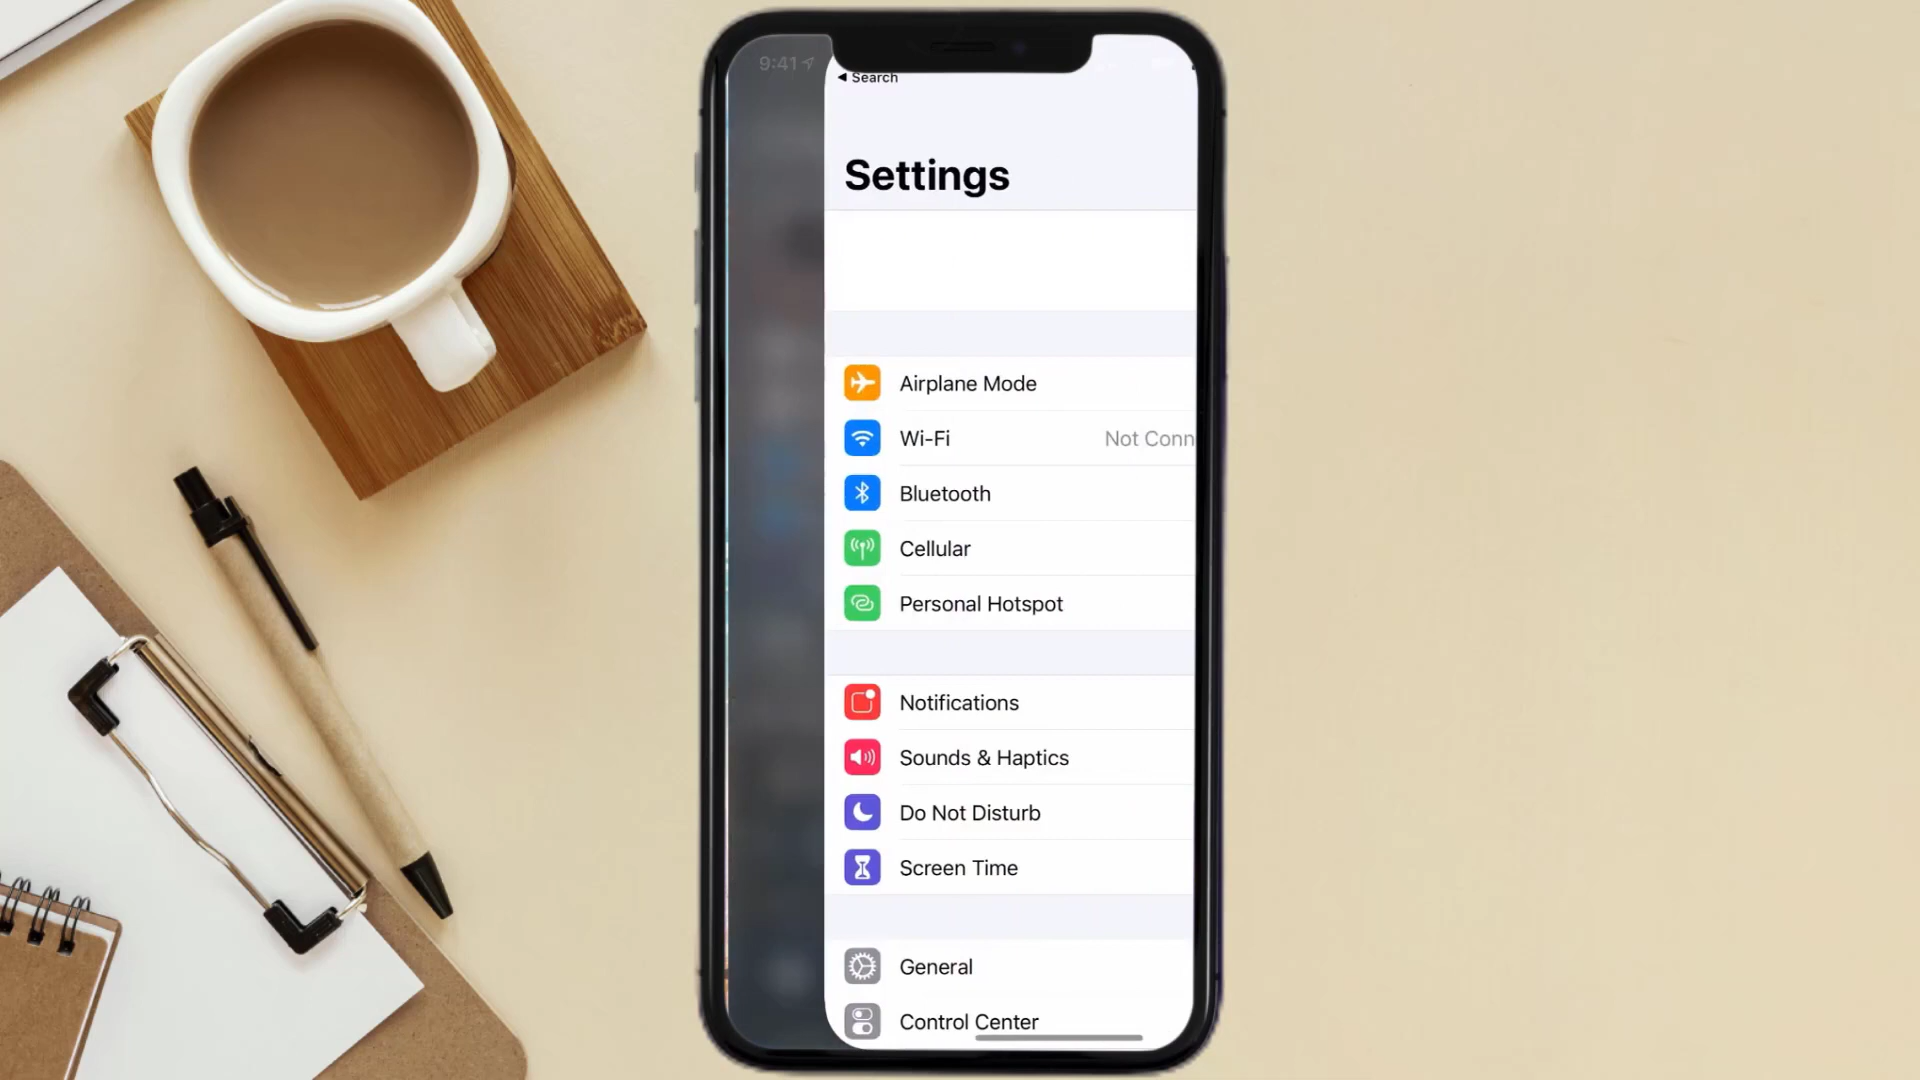 9:41
Search
Settings
Airplane Mode
Wi-Fi Not Conn
Bluetooth
Cellular
Personal Hotspot
Notifications
Sounds & Haptics
Do Not Disturb
Screen Time
General
Control Center